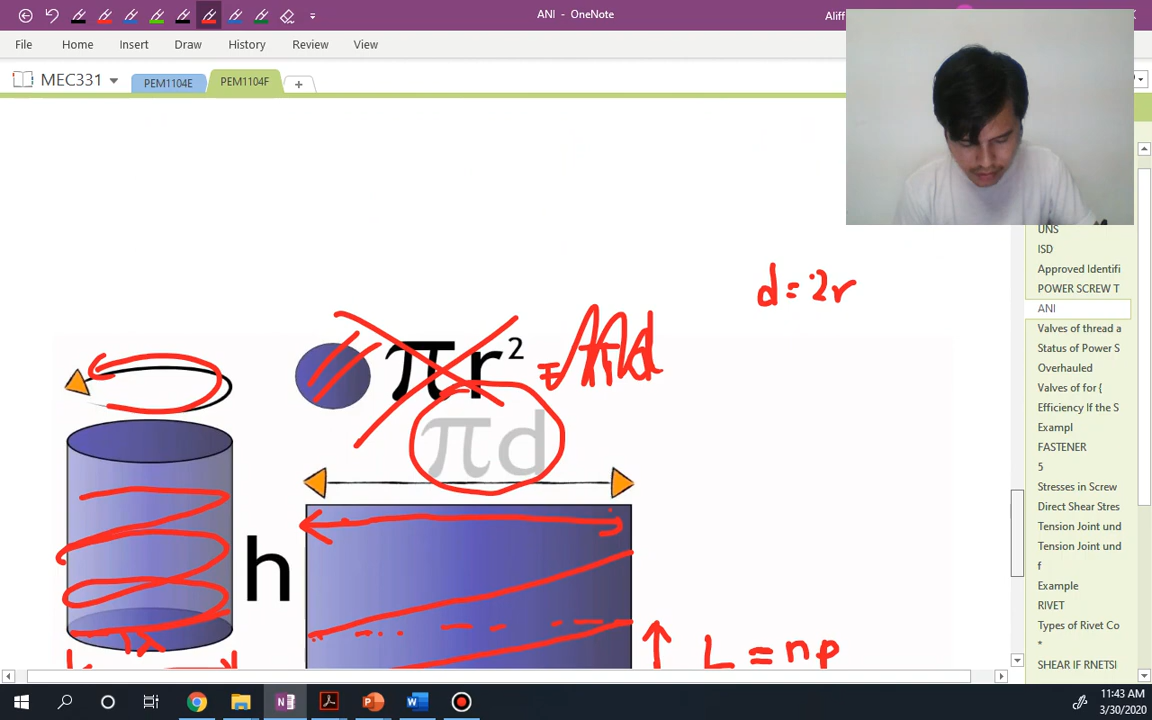 ANI - OneNote
Aliff
File Home Insert Draw History Review View
MEC331
PEM1104E
PEM1104F
UNS
ISD
Approved Identifi
POWER SCREW T
ANI
Valves of thread a
Status of Power S
Overhauled
Valves of for {
Efficiency If the S
Example
FASTENER
5
Stresses in Screw
Direct Shear Stres
Tension Joint und
Tension Joint und
f
Example
RIVET
Types of Rivet Co
*
SHEAR IF RNETSI
d = 2r
πr²
πd
h
L = np
11:43 AM
3/30/2020